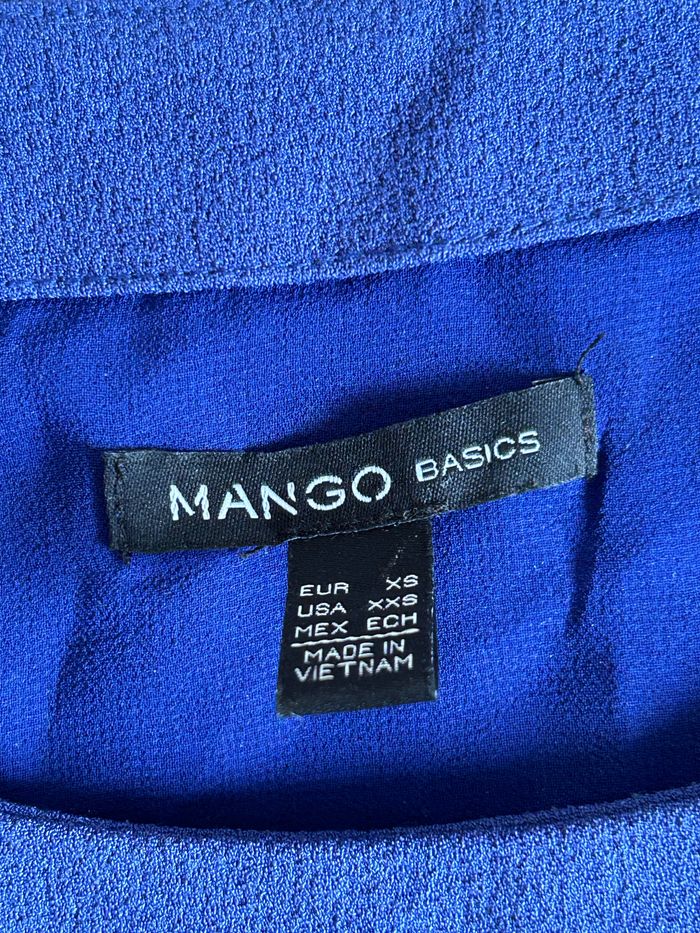 MANGO BASICS
EUR XS
USA XXS
MEX ECH
MADE IN
VIETNAM